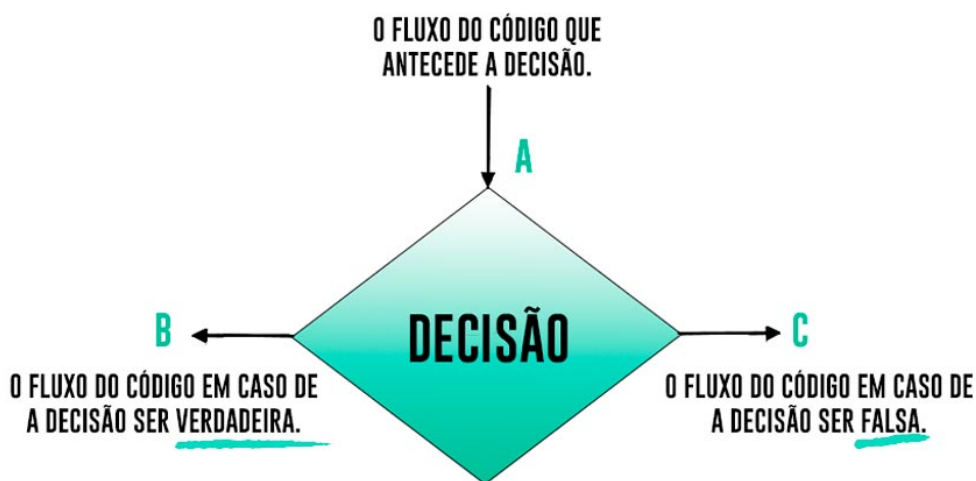 O FLUXO DO CÓDIGO QUE
ANTECEDE A DECISÃO.
A
DECISÃO
B
C
O FLUXO DO CÓDIGO EM CASO DE
A DECISÃO SER VERDADEIRA.
O FLUXO DO CÓDIGO EM CASO DE
A DECISÃO SER FALSA.